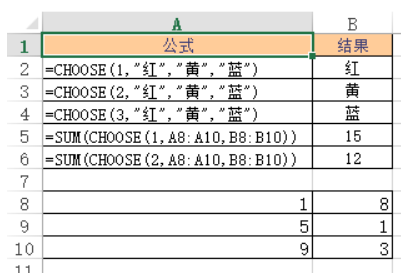 A B
1 公式 结果
2 =CHOOSE(1,"红","黄","蓝") 红
3 =CHOOSE(2,"红","黄","蓝") 黄
4 =CHOOSE(3,"红","黄","蓝") 蓝
5 =SUM(CHOOSE(1,A8:A10,B8:B10)) 15
6 =SUM(CHOOSE(2,A8:A10,B8:B10)) 12
7
8 1 8
9 5 1
10 9 3
11